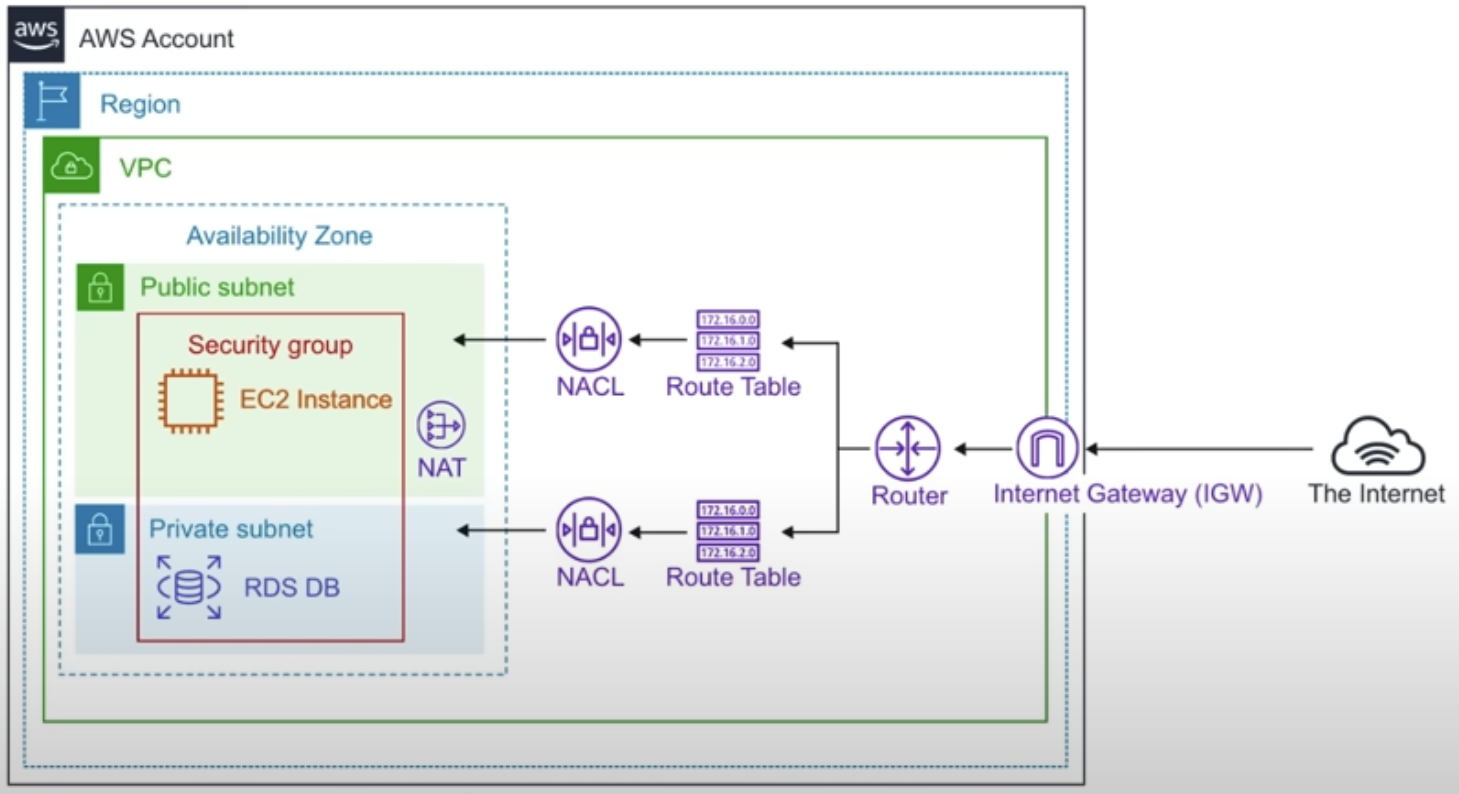 aws
AWS Account
Region
VPC
Availability Zone
Public subnet
Security group
EC2 Instance
NAT
Private subnet
RDS DB
NACL
172.16.0.0
172.16.1.0
172.16.2.0
Route Table
NACL
172.16.0.0
172.16.1.0
172.16.2.0
Route Table
Router
Internet Gateway (IGW)
The Internet